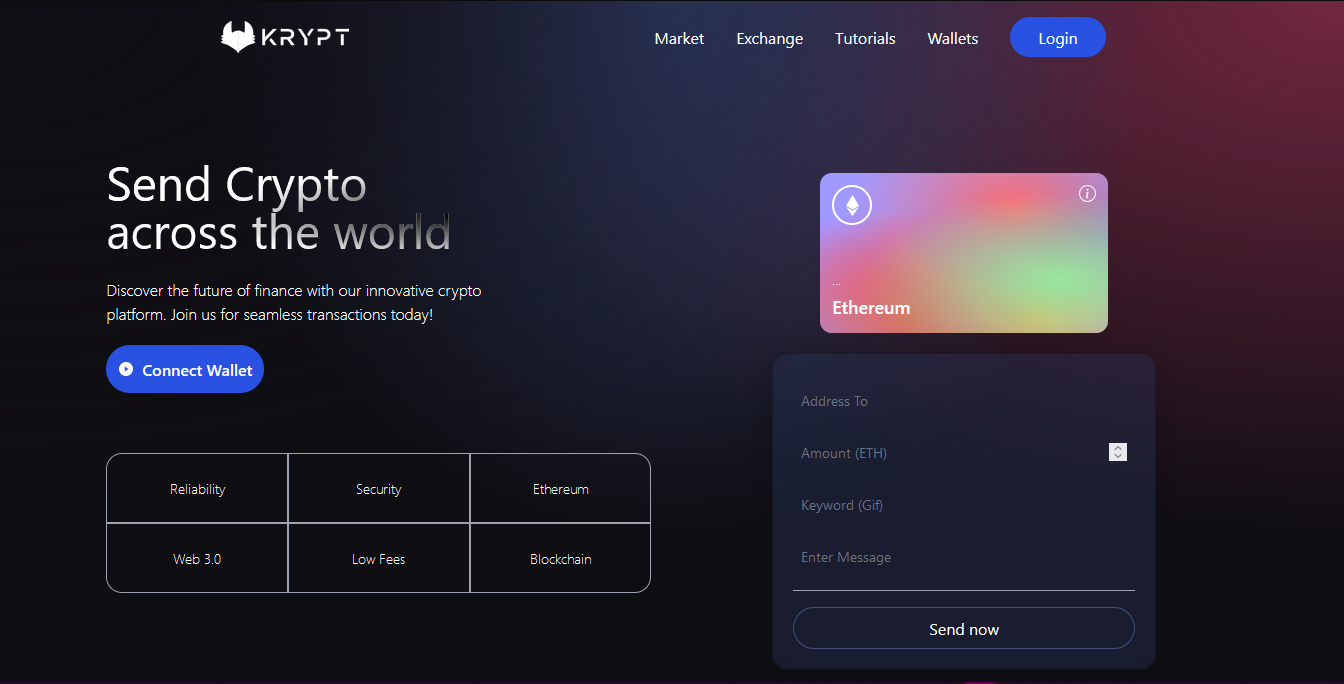 KRYPT
Market
Exchange
Tutorials
Wallets
Login
Send Crypto
across the world
Discover the future of finance with our innovative crypto
platform. Join us for seamless transactions today!
Connect Wallet
Reliability
Security
Ethereum
Web 3.0
Low Fees
Blockchain
...
Ethereum
Address To
Amount (ETH)
Keyword (Gif)
Enter Message
Send now